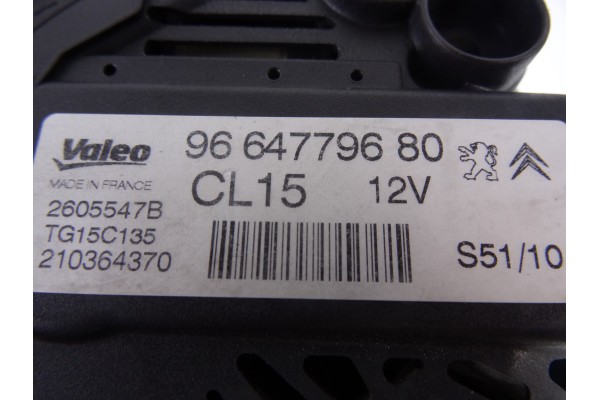 Valeo 96 647796 80
MADE IN FRANCE CL15 12V
2605547B
TG15C135
210364370 S51/10